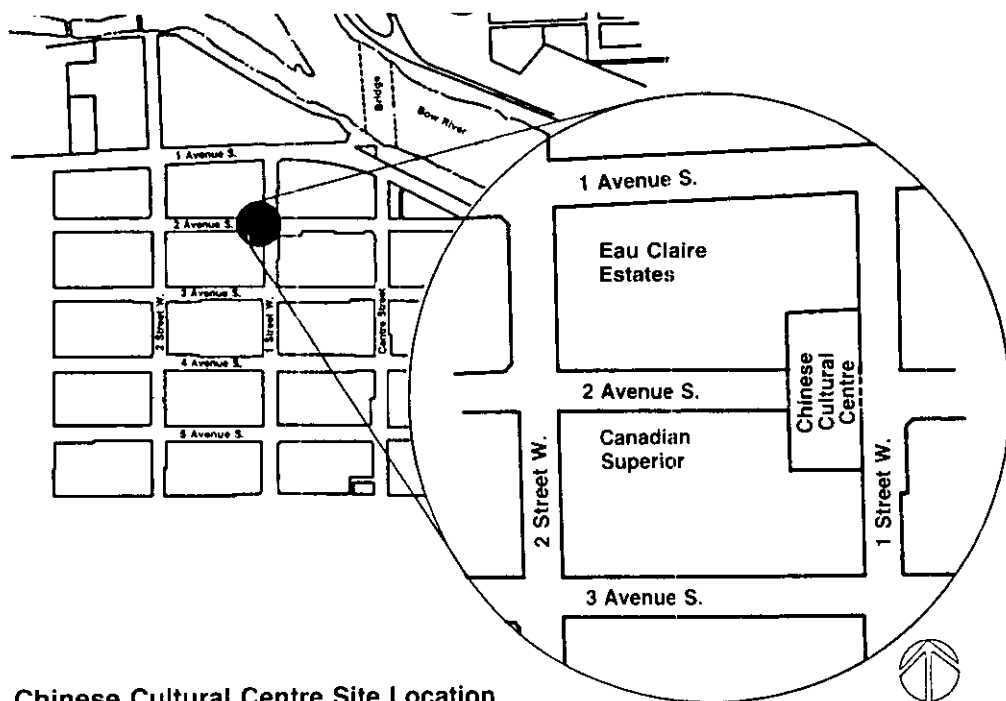 Bridge
Bow River
1 Avenue S.
2 Avenue S.
3 Avenue S.
2 Street W.
1 Street W.
Centre Street
4 Avenue S.
5 Avenue S.
1 Avenue S.
Eau Claire
Estates
2 Avenue S.
Chinese
Cultural
Centre
Canadian
Superior
2 Street W.
1 Street W.
3 Avenue S.
Chinese Cultural Centre Site Location